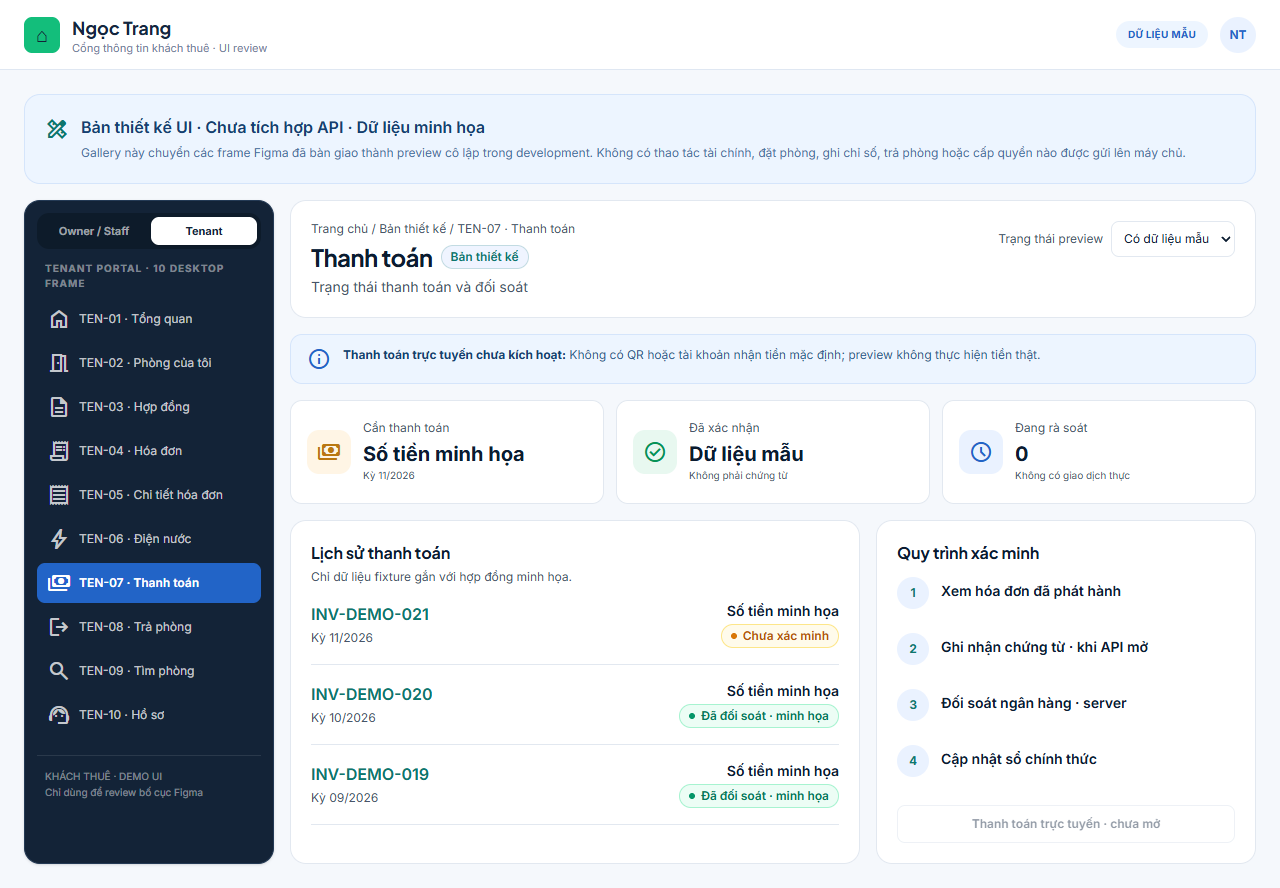 Ngọc Trang
Cổng thông tin khách thuê · UI review
DỮ LIỆU MẪU
NT
Bản thiết kế UI · Chưa tích hợp API · Dữ liệu minh họa
Gallery này chuyển các frame Figma đã bàn giao thành preview cô lập trong development. Không có thao tác tài chính, đặt phòng, ghi chỉ số, trả phòng hoặc cấp quyền nào được gửi lên máy chủ.
Owner / Staff
Tenant
TENANT PORTAL · 10 DESKTOP
FRAME
TEN-01 · Tổng quan
TEN-02 · Phòng của tôi
TEN-03 · Hợp đồng
TEN-04 · Hóa đơn
TEN-05 · Chi tiết hóa đơn
TEN-06 · Điện nước
TEN-07 · Thanh toán
TEN-08 · Trả phòng
TEN-09 · Tìm phòng
TEN-10 · Hồ sơ
KHÁCH THUÊ · DEMO UI
Chỉ dùng để review bố cục Figma
Trang chủ / Bản thiết kế / TEN-07 · Thanh toán
Thanh toán
Bản thiết kế
Trạng thái thanh toán và đối soát
Trạng thái preview
Có dữ liệu mẫu
Thanh toán trực tuyến chưa kích hoạt: Không có QR hoặc tài khoản nhận tiền mặc định; preview không thực hiện tiền thật.
Cần thanh toán
Số tiền minh họa
Kỳ 11/2026
Đã xác nhận
Dữ liệu mẫu
Không phải chứng từ
Đang rà soát
0
Không có giao dịch thực
Lịch sử thanh toán
Chỉ dữ liệu fixture gắn với hợp đồng minh họa.
INV-DEMO-021
Số tiền minh họa
Kỳ 11/2026
Chưa xác minh
INV-DEMO-020
Số tiền minh họa
Kỳ 10/2026
Đã đối soát · minh họa
INV-DEMO-019
Số tiền minh họa
Kỳ 09/2026
Đã đối soát · minh họa
Quy trình xác minh
1 Xem hóa đơn đã phát hành
2 Ghi nhận chứng từ · khi API mở
3 Đối soát ngân hàng · server
4 Cập nhật sổ chính thức
Thanh toán trực tuyến · chưa mở